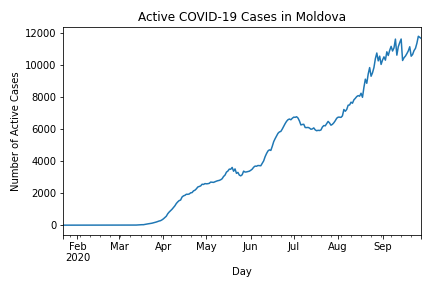 Active COVID-19 Cases in Moldova
12000
10000
8000
6000
4000
2000
0
Number of Active Cases
Feb Mar Apr May Jun Jul Aug Sep
2020
Day